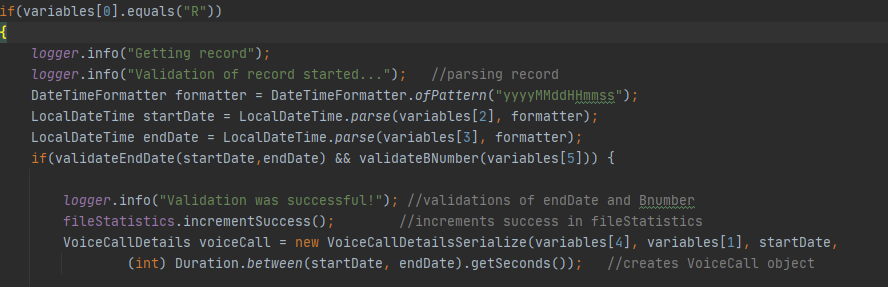 if(variables[0].equals("R"))
{
logger.info("Getting record");
logger.info("Validation of record started...");   //parsing record
DateTimeFormatter formatter = DateTimeFormatter.ofPattern("yyyyMMddHHmmss");
LocalDateTime startDate = LocalDateTime.parse(variables[2], formatter);
LocalDateTime endDate = LocalDateTime.parse(variables[3], formatter);
if(validateEndDate(startDate,endDate) && validateBNumber(variables[5])) {
logger.info("Validation was successful!"); //validations of endDate and Bnumber
fileStatistics.incrementSuccess();        //increments success in fileStatistics
VoiceCallDetails voiceCall = new VoiceCallDetailsSerialize(variables[4], variables[1], startDate,
(int) Duration.between(startDate, endDate).getSeconds());   //creates VoiceCall object